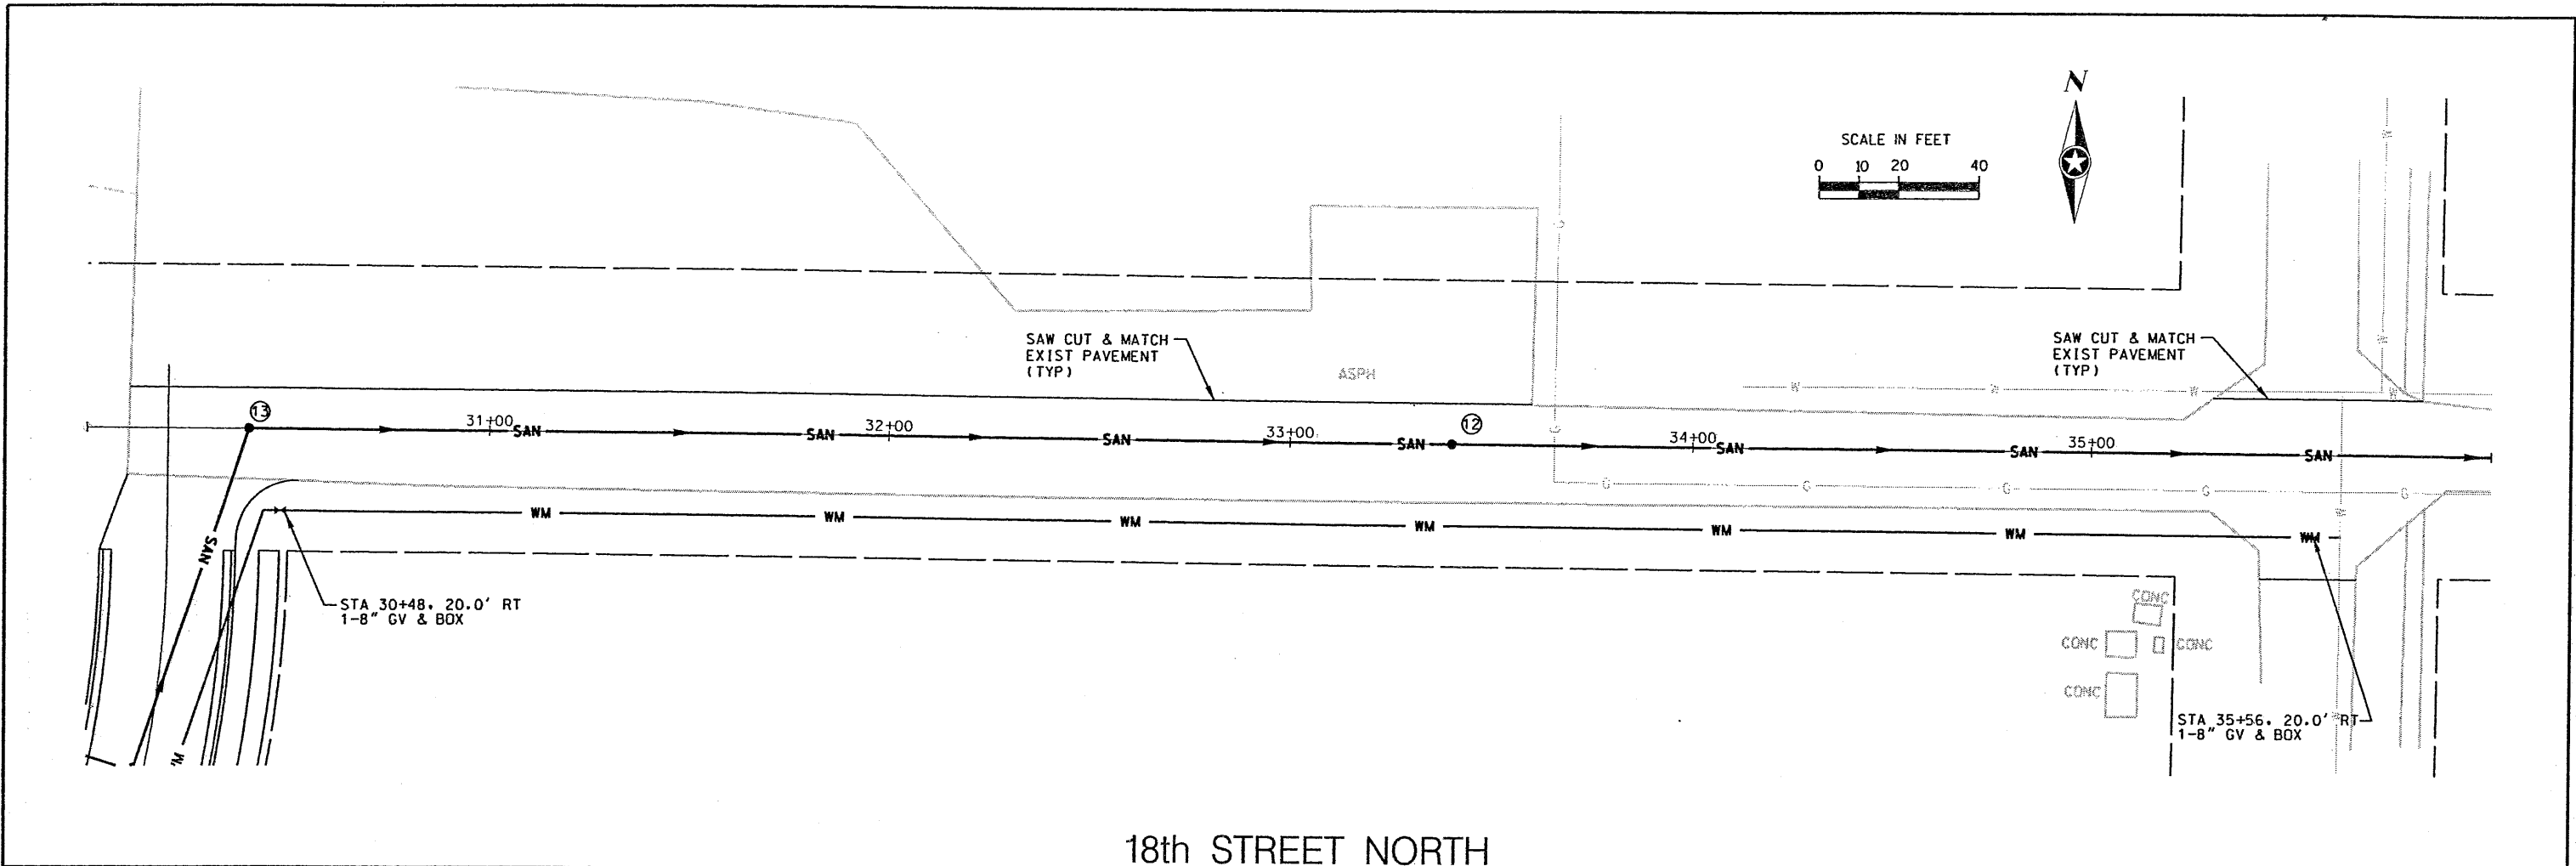 N
SCALE IN FEET
0 10 20 40
SAW CUT & MATCH
EXIST PAVEMENT
(TYP)
ASPH
SAW CUT & MATCH
EXIST PAVEMENT
(TYP)
G
W
W
W
W W W W
13
31+00
SAN
SAN
32+00
SAN
33+00
SAN
12
34+00
SAN
35+00
SAN
SAN
G
G G G G G
W
WM WM WM WM WM WM WM
SAN
WM
STA 30+48, 20.0' RT
1-8" GV & BOX
CONC
CONC
CONC
CONC
W
STA 35+56, 20.0' RT
1-8" GV & BOX
18th STREET NORTH